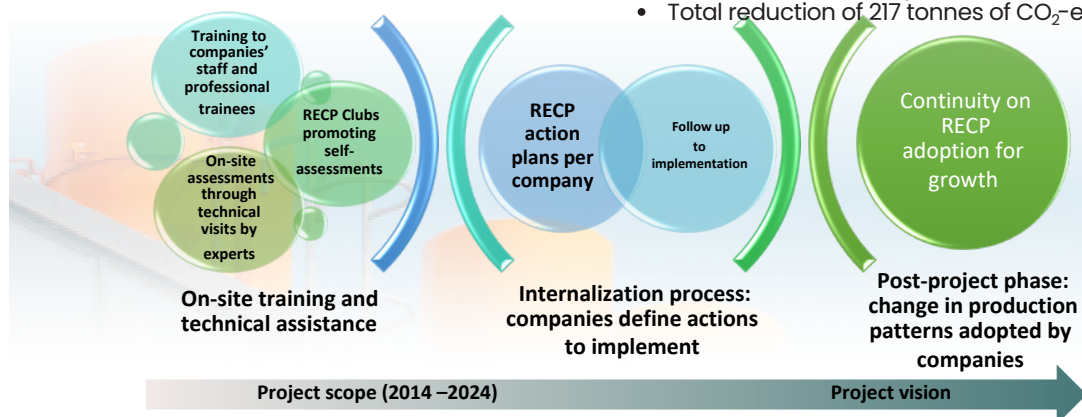 • Total reduction of 217 tonnes of CO₂-e
Training to
companies’
staff and
professional
trainees
RECP Clubs
promoting
self-
assessments
On-site
assessments
through
technical
visits by
experts
On-site training and
technical assistance
RECP
action
plans per
company
Follow up
to
implementation
Internalization process:
companies define actions
to implement
Continuity on
RECP
adoption for
growth
Post-project phase:
change in production
patterns adopted by
companies
Project scope (2014 –2024)
Project vision